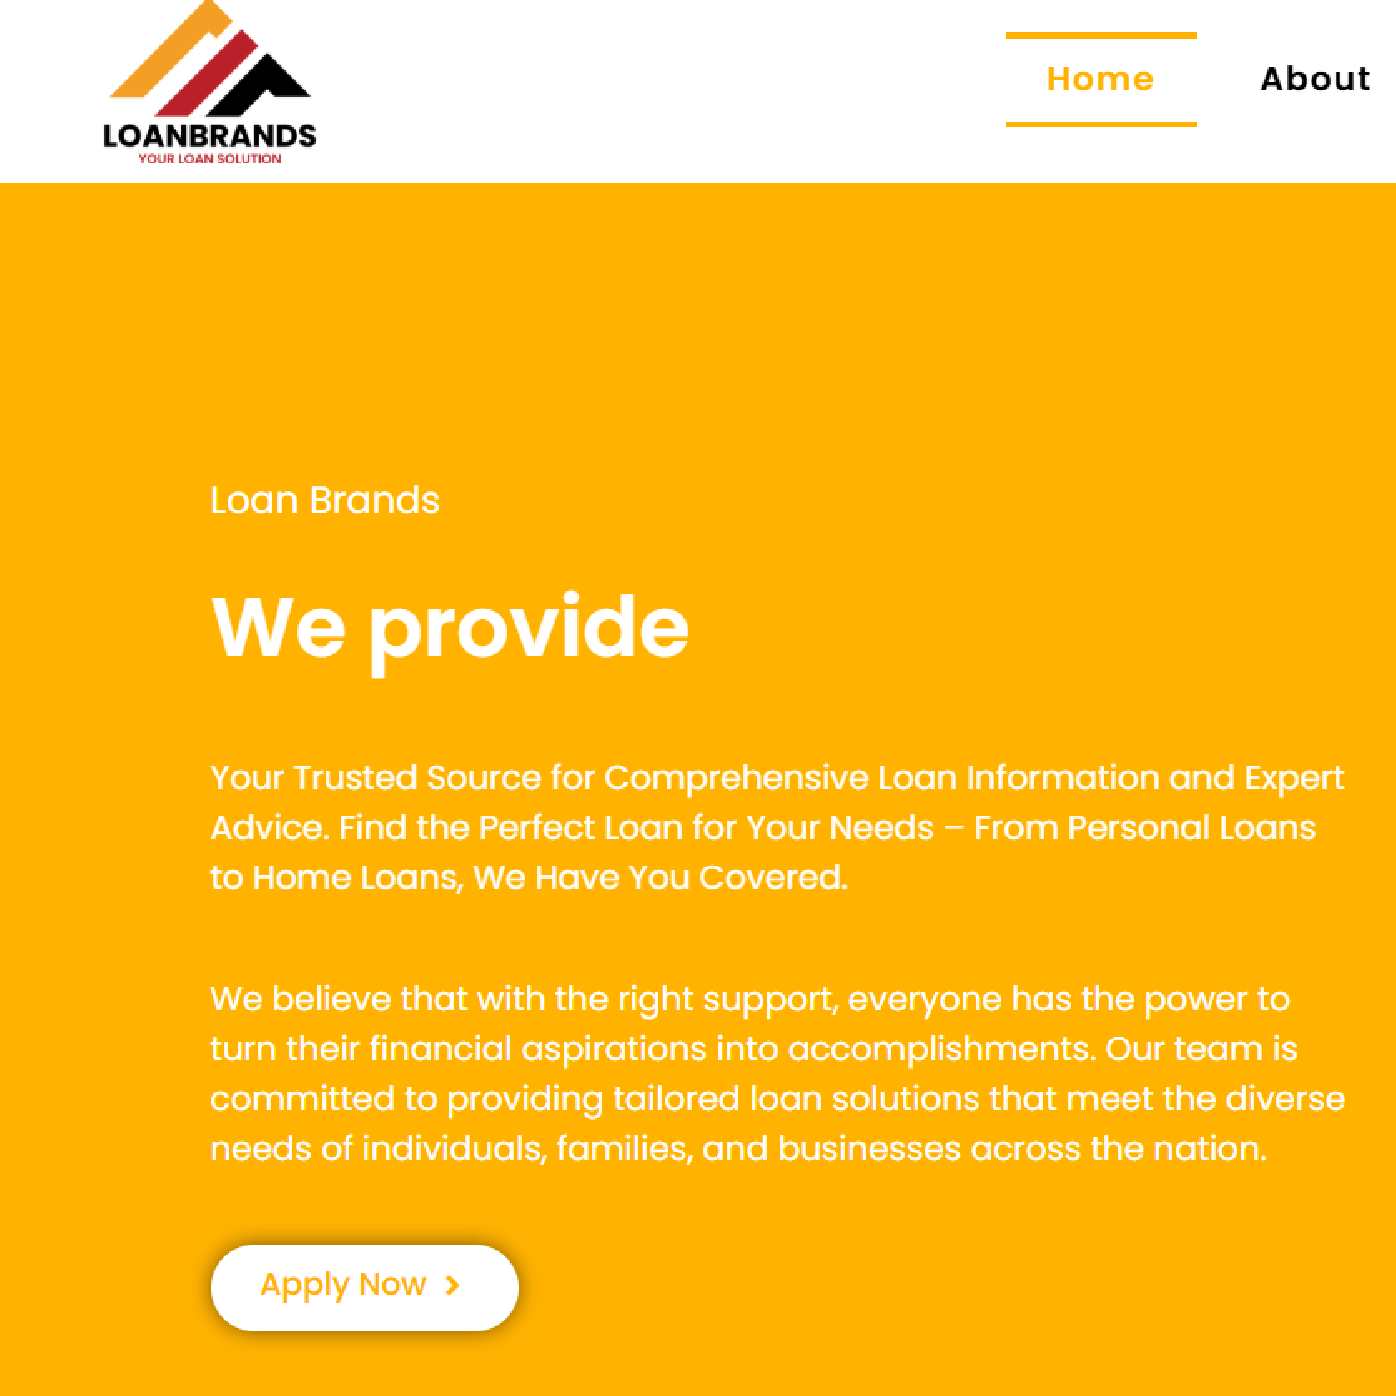 LOANBRANDS
YOUR LOAN SOLUTION
Home
About
Loan Brands
We provide
Your Trusted Source for Comprehensive Loan Information and Expert
Advice. Find the Perfect Loan for Your Needs – From Personal Loans
to Home Loans, We Have You Covered.
We believe that with the right support, everyone has the power to
turn their financial aspirations into accomplishments. Our team is
committed to providing tailored loan solutions that meet the diverse
needs of individuals, families, and businesses across the nation.
Apply Now